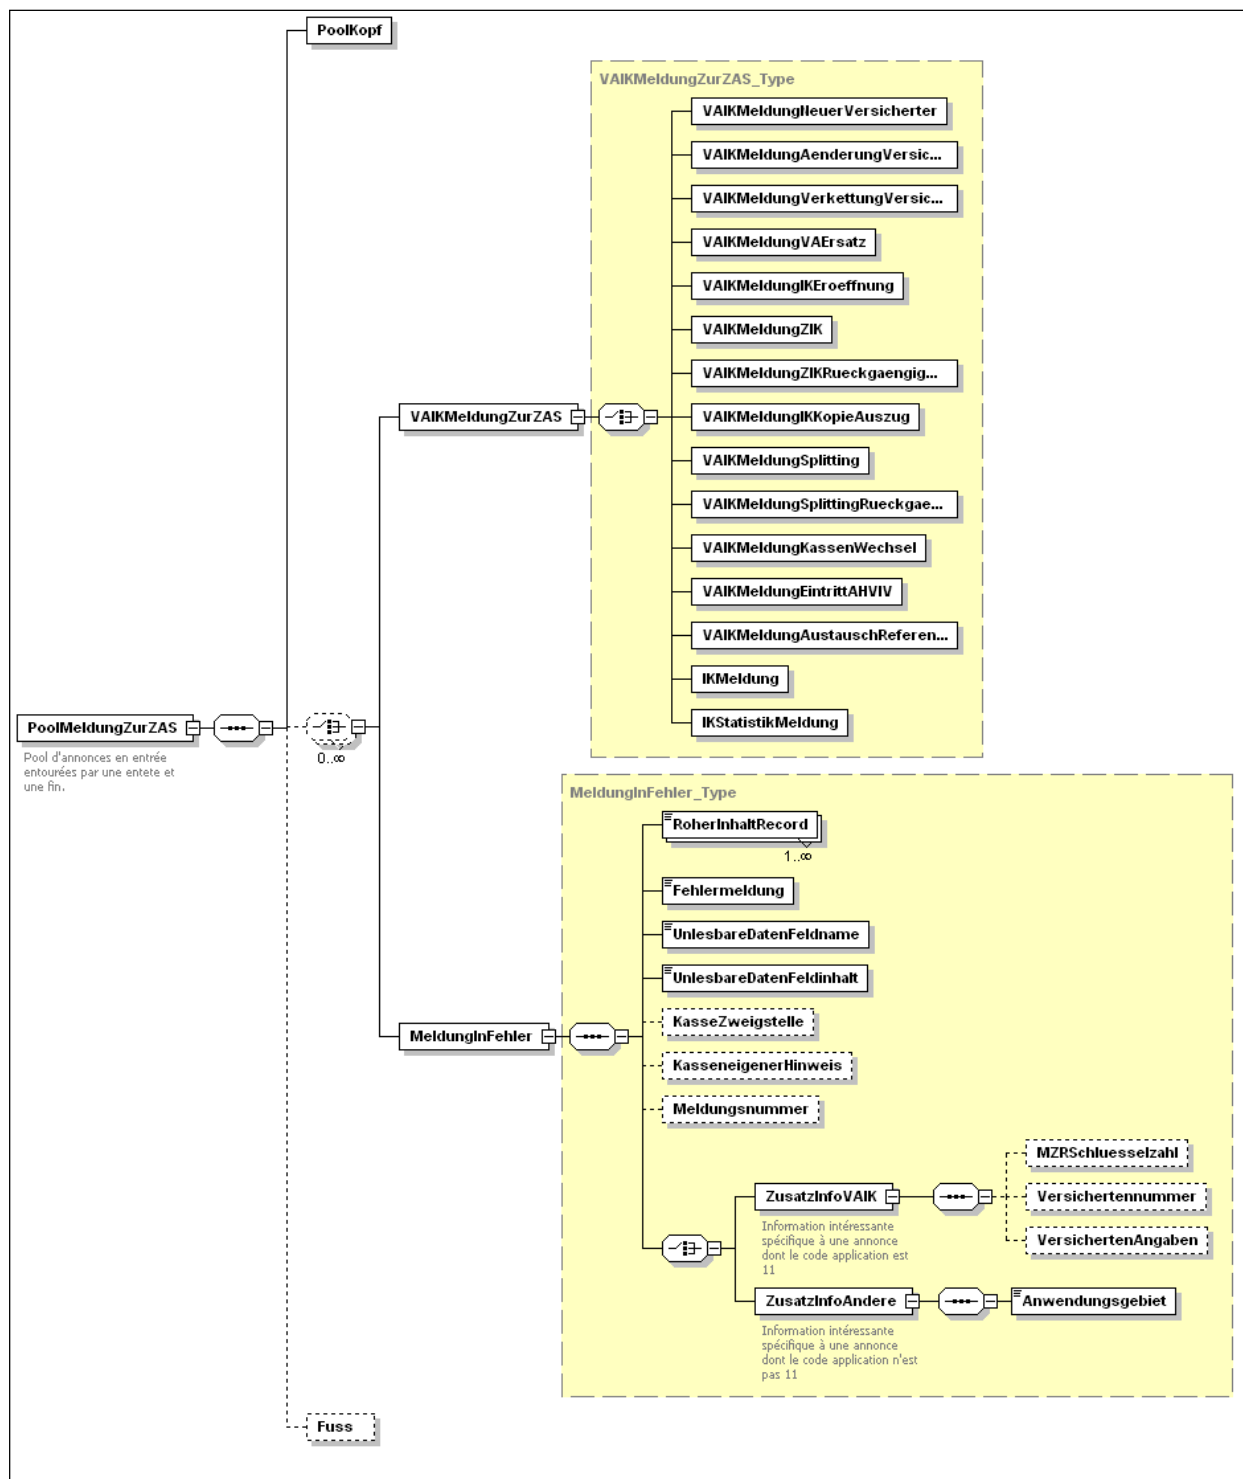 PoolKopf
VAIKMeldungZurZAS_Type
VAIKMeldungNeuerVersicherter
VAIKMeldungAenderungVersic...
VAIKMeldungVerkettungVersic...
VAIKMeldungVAErsatz
VAIKMeldungIKEroeffnung
VAIKMeldungZIK
VAIKMeldungZIKRueckgaengig...
VAIKMeldungZurZAS
VAIKMeldungIKKopieAuszug
VAIKMeldungSplitting
VAIKMeldungSplittingRueckgae...
VAIKMeldungKassenWechsel
VAIKMeldungEintrittAHVIV
VAIKMeldungAustauschReferen...
IKMeldung
IKStatistikMeldung
PoolMeldungZurZAS
Pool d'annonces en entrée
entourées par une entete et
une fin.
0..∞
MeldungInFehler_Type
RoherInhaltRecord
1..∞
Fehlermeldung
UnlesbareDatenFeldname
UnlesbareDatenFeldinhalt
KasseZweigstelle
MeldungInFehler
KasseneigenerHinweis
Meldungsnummer
MZRSchluesselzahl
ZusatzInfoVAIK
Versichertennummer
Information intéressante
spécifique à une annonce
dont le code application est
11
VersichertenAngaben
ZusatzInfoAndere
Anwendungsgebiet
Information intéressante
spécifique à une annonce
dont le code application n'est
pas 11
Fuss